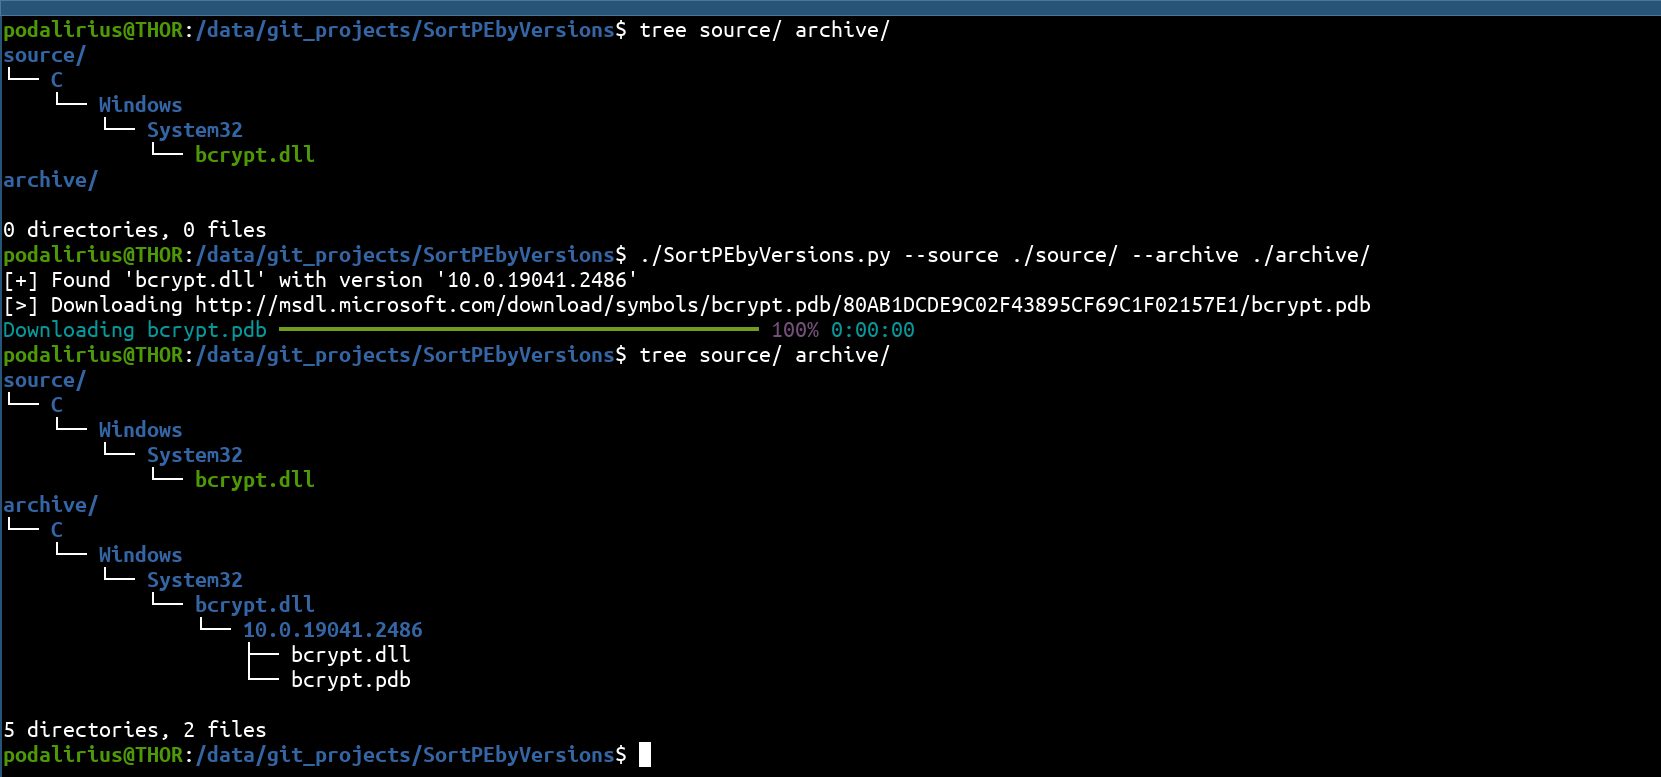 podalirius@THOR:/data/git_projects/SortPEbyVersions$ tree source/ archive/
source/
└── C
    └── Windows
        └── System32
            └── bcrypt.dll
archive/

0 directories, 0 files
podalirius@THOR:/data/git_projects/SortPEbyVersions$ ./SortPEbyVersions.py --source ./source/ --archive ./archive/
[+] Found 'bcrypt.dll' with version '10.0.19041.2486'
[>] Downloading http://msdl.microsoft.com/download/symbols/bcrypt.pdb/80AB1DCDE9C02F43895CF69C1F02157E1/bcrypt.pdb
Downloading bcrypt.pdb ━━━━━━━━━━━━━━━━━━━━━━━━━━━━━━━━━━━━━━━━ 100% 0:00:00
podalirius@THOR:/data/git_projects/SortPEbyVersions$ tree source/ archive/
source/
└── C
    └── Windows
        └── System32
            └── bcrypt.dll
archive/
└── C
    └── Windows
        └── System32
            └── bcrypt.dll
                └── 10.0.19041.2486
                    ├── bcrypt.dll
                    └── bcrypt.pdb

5 directories, 2 files
podalirius@THOR:/data/git_projects/SortPEbyVersions$